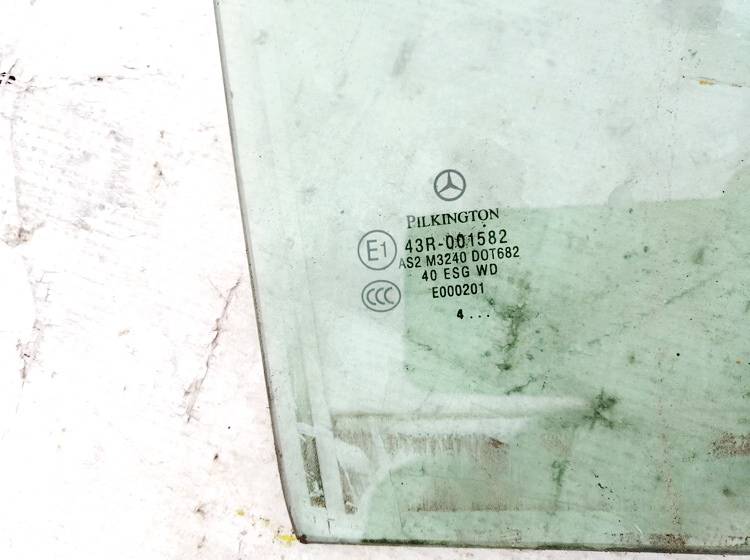 PILKINGTON
E1
43R-001582
AS2 M3240 DOT682
40 ESG WD
CCC
E000201
4 ...